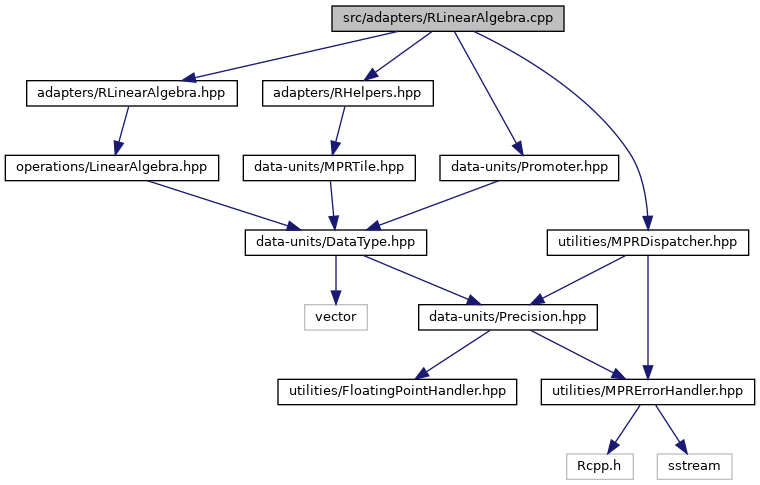 src/adapters/RLinearAlgebra.cpp
adapters/RLinearAlgebra.hpp
adapters/RHelpers.hpp
operations/LinearAlgebra.hpp
data-units/MPRTile.hpp
data-units/Promoter.hpp
data-units/DataType.hpp
utilities/MPRDispatcher.hpp
vector
data-units/Precision.hpp
utilities/FloatingPointHandler.hpp
utilities/MPRErrorHandler.hpp
Rcpp.h
sstream